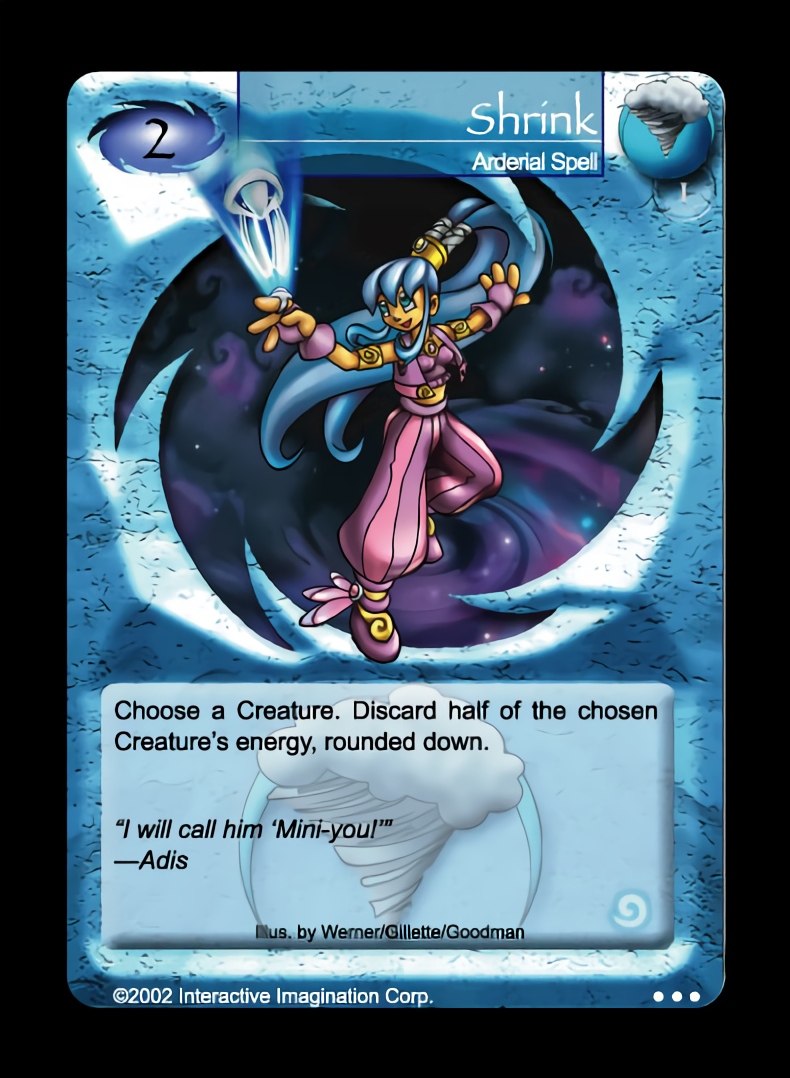 2
Shrink
Arderial Spell
1
Choose a Creature. Discard half of the chosen
Creature's energy, rounded down.
“I will call him ‘Mini-you!’”
—Adis
Illus. by Werner/Gillette/Goodman
©2002 Interactive Imagination Corp.